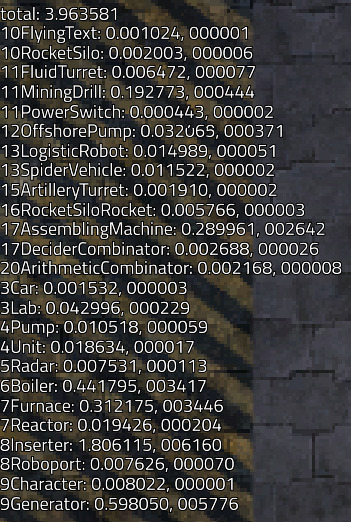 total: 3.963581
10FlyingText: 0.001024, 000001
10RocketSilo: 0.002003, 000006
11FluidTurret: 0.006472, 000077
11MiningDrill: 0.192773, 000444
11PowerSwitch: 0.000443, 000002
12OffshorePump: 0.032065, 000371
13LogisticRobot: 0.014989, 000051
13SpiderVehicle: 0.011522, 000002
15ArtilleryTurret: 0.001910, 000002
16RocketSiloRocket: 0.005766, 000003
17AssemblingMachine: 0.289961, 002642
17DeciderCombinator: 0.002688, 000026
20ArithmeticCombinator: 0.002168, 000008
3Car: 0.001532, 000003
3Lab: 0.042996, 000229
4Pump: 0.010518, 000059
4Unit: 0.018634, 000017
5Radar: 0.007531, 000113
6Boiler: 0.441795, 003417
7Furnace: 0.312175, 003446
7Reactor: 0.019426, 000204
8Inserter: 1.806115, 006160
8Roboport: 0.007626, 000070
9Character: 0.008022, 000001
9Generator: 0.598050, 005776